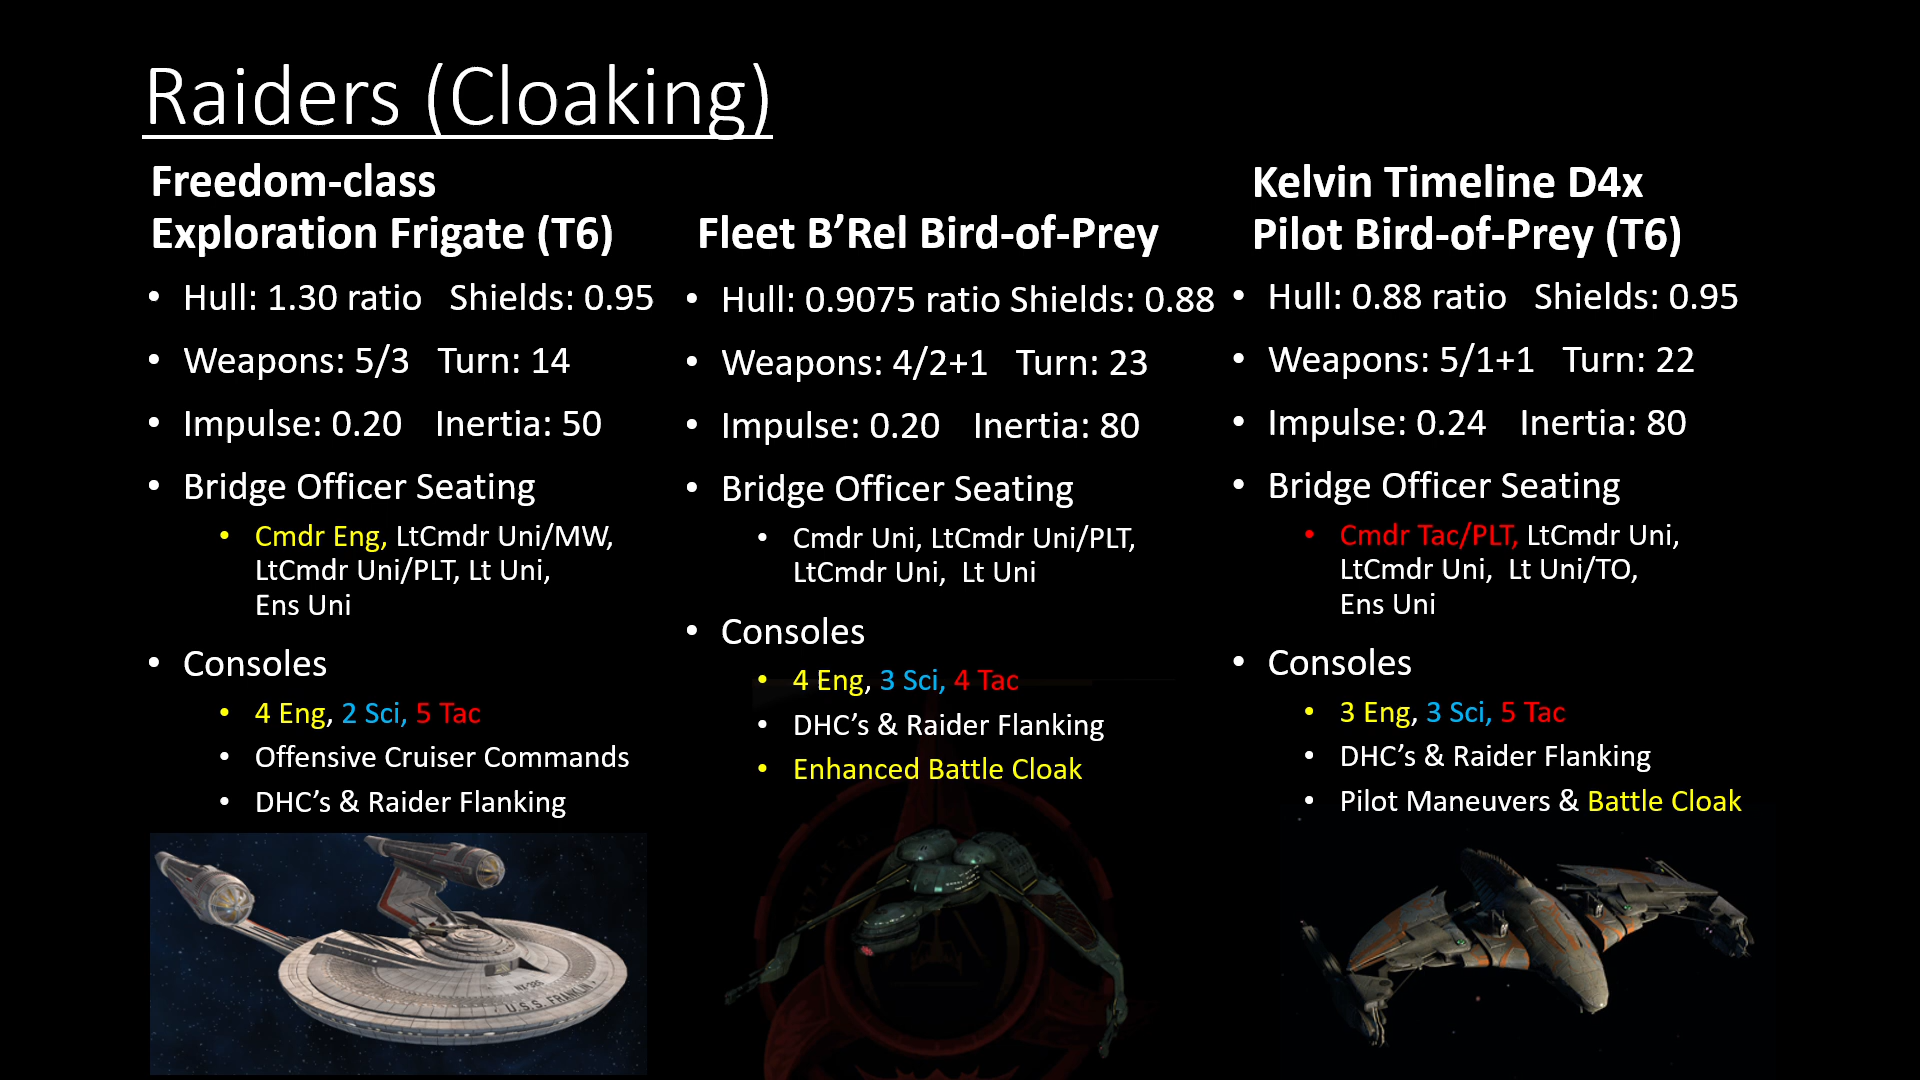 Raiders (Cloaking)
Freedom-class
Exploration Frigate (T6)
• Hull: 1.30 ratio Shields: 0.95
• Weapons: 5/3 Turn: 14
• Impulse: 0.20 Inertia: 50
• Bridge Officer Seating
• Cmdr Eng, LtCmdr Uni/MW,
LtCmdr Uni/PLT, Lt Uni,
Ens Uni
• Consoles
• 4 Eng, 2 Sci, 5 Tac
• Offensive Cruiser Commands
• DHC’s & Raider Flanking
U.S.S. FRANKLIN
Fleet B’Rel Bird-of-Prey
• Hull: 0.9075 ratio Shields: 0.88
• Weapons: 4/2+1 Turn: 23
• Impulse: 0.20 Inertia: 80
• Bridge Officer Seating
• Cmdr Uni, LtCmdr Uni/PLT,
LtCmdr Uni, Lt Uni
• Consoles
• 4 Eng, 3 Sci, 4 Tac
• DHC’s & Raider Flanking
• Enhanced Battle Cloak
Kelvin Timeline D4x
Pilot Bird-of-Prey (T6)
• Hull: 0.88 ratio Shields: 0.95
• Weapons: 5/1+1 Turn: 22
• Impulse: 0.24 Inertia: 80
• Bridge Officer Seating
• Cmdr Tac/PLT, LtCmdr Uni,
LtCmdr Uni, Lt Uni/TO,
Ens Uni
• Consoles
• 3 Eng, 3 Sci, 5 Tac
• DHC’s & Raider Flanking
• Pilot Maneuvers & Battle Cloak